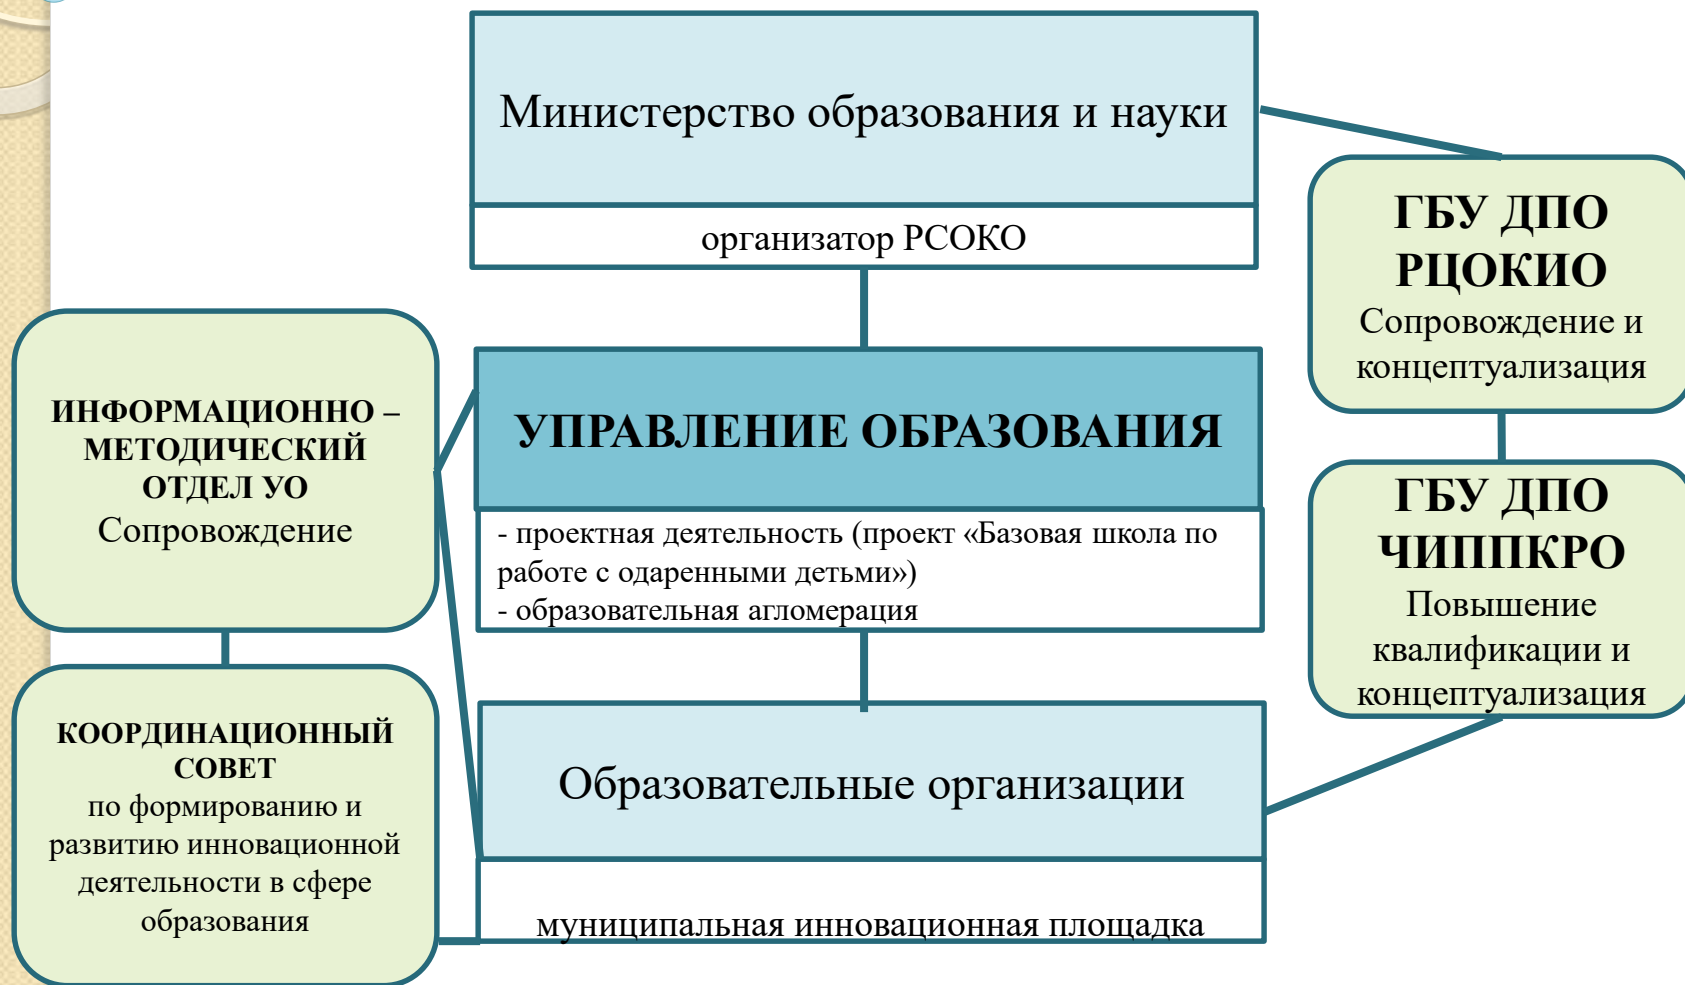 Министерство образования и науки
организатор РСОКО
ГБУ ДПО
РЦОКИО
Сопровождение и
концептуализация
ИНФОРМАЦИОННО –
МЕТОДИЧЕСКИЙ
ОТДЕЛ УО
Сопровождение
УПРАВЛЕНИЕ ОБРАЗОВАНИЯ
- проектная деятельность (проект «Базовая школа по
работе с одаренными детьми»)
- образовательная агломерация
ГБУ ДПО
ЧИППКРО
Повышение
квалификации и
концептуализация
КООРДИНАЦИОННЫЙ
СОВЕТ
по формированию и
развитию инновационной
деятельности в сфере
образования
Образовательные организации
муниципальная инновационная площадка